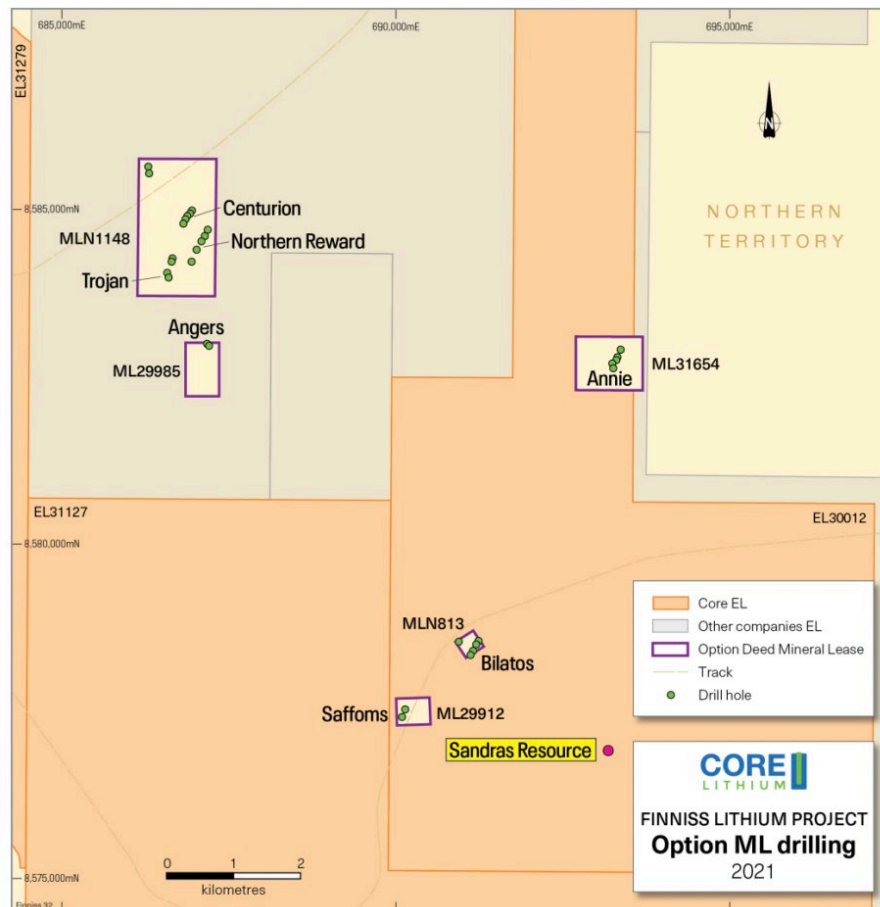 685,000mE
690,000mE
695,000mE
EL31279
N
8,585,000mN
NORTHERN
TERRITORY
Centurion
MLN1148
Northern Reward
Trojan
Angers
ML29985
ML31654
Annie
EL31127
EL30012
8,580,000mN
MLN813
Bilatos
Saffoms
ML29912
Sandras Resource
Core EL
Other companies EL
Option Deed Mineral Lease
Track
Drill hole
CORE
LITHIUM
FINNISS LITHIUM PROJECT
Option ML drilling
2021
0 1 2
kilometres
8,575,000mN
Finniss 32